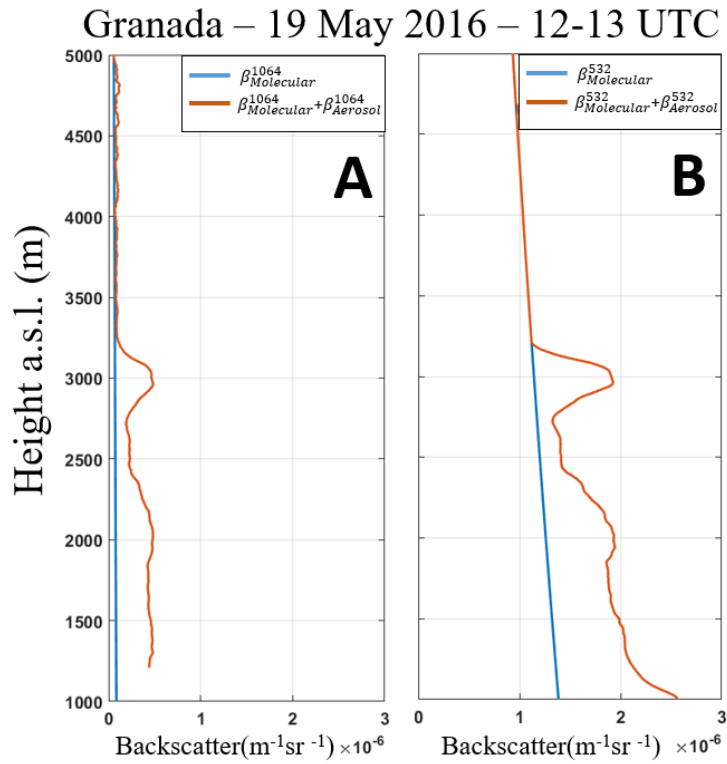 Granada – 19 May 2016 – 12-13 UTC
β^1064_Molecular
β^1064_Molecular+β^1064_Aerosol
A
β^532_Molecular
β^532_Molecular+β^532_Aerosol
B
Height a.s.l. (m)
5000
4500
4000
3500
3000
2500
2000
1500
1000
0 1 2 3
0 1 2 3
Backscatter(m⁻¹sr ⁻¹) ×10⁻⁶
Backscatter(m⁻¹sr ⁻¹) ×10⁻⁶